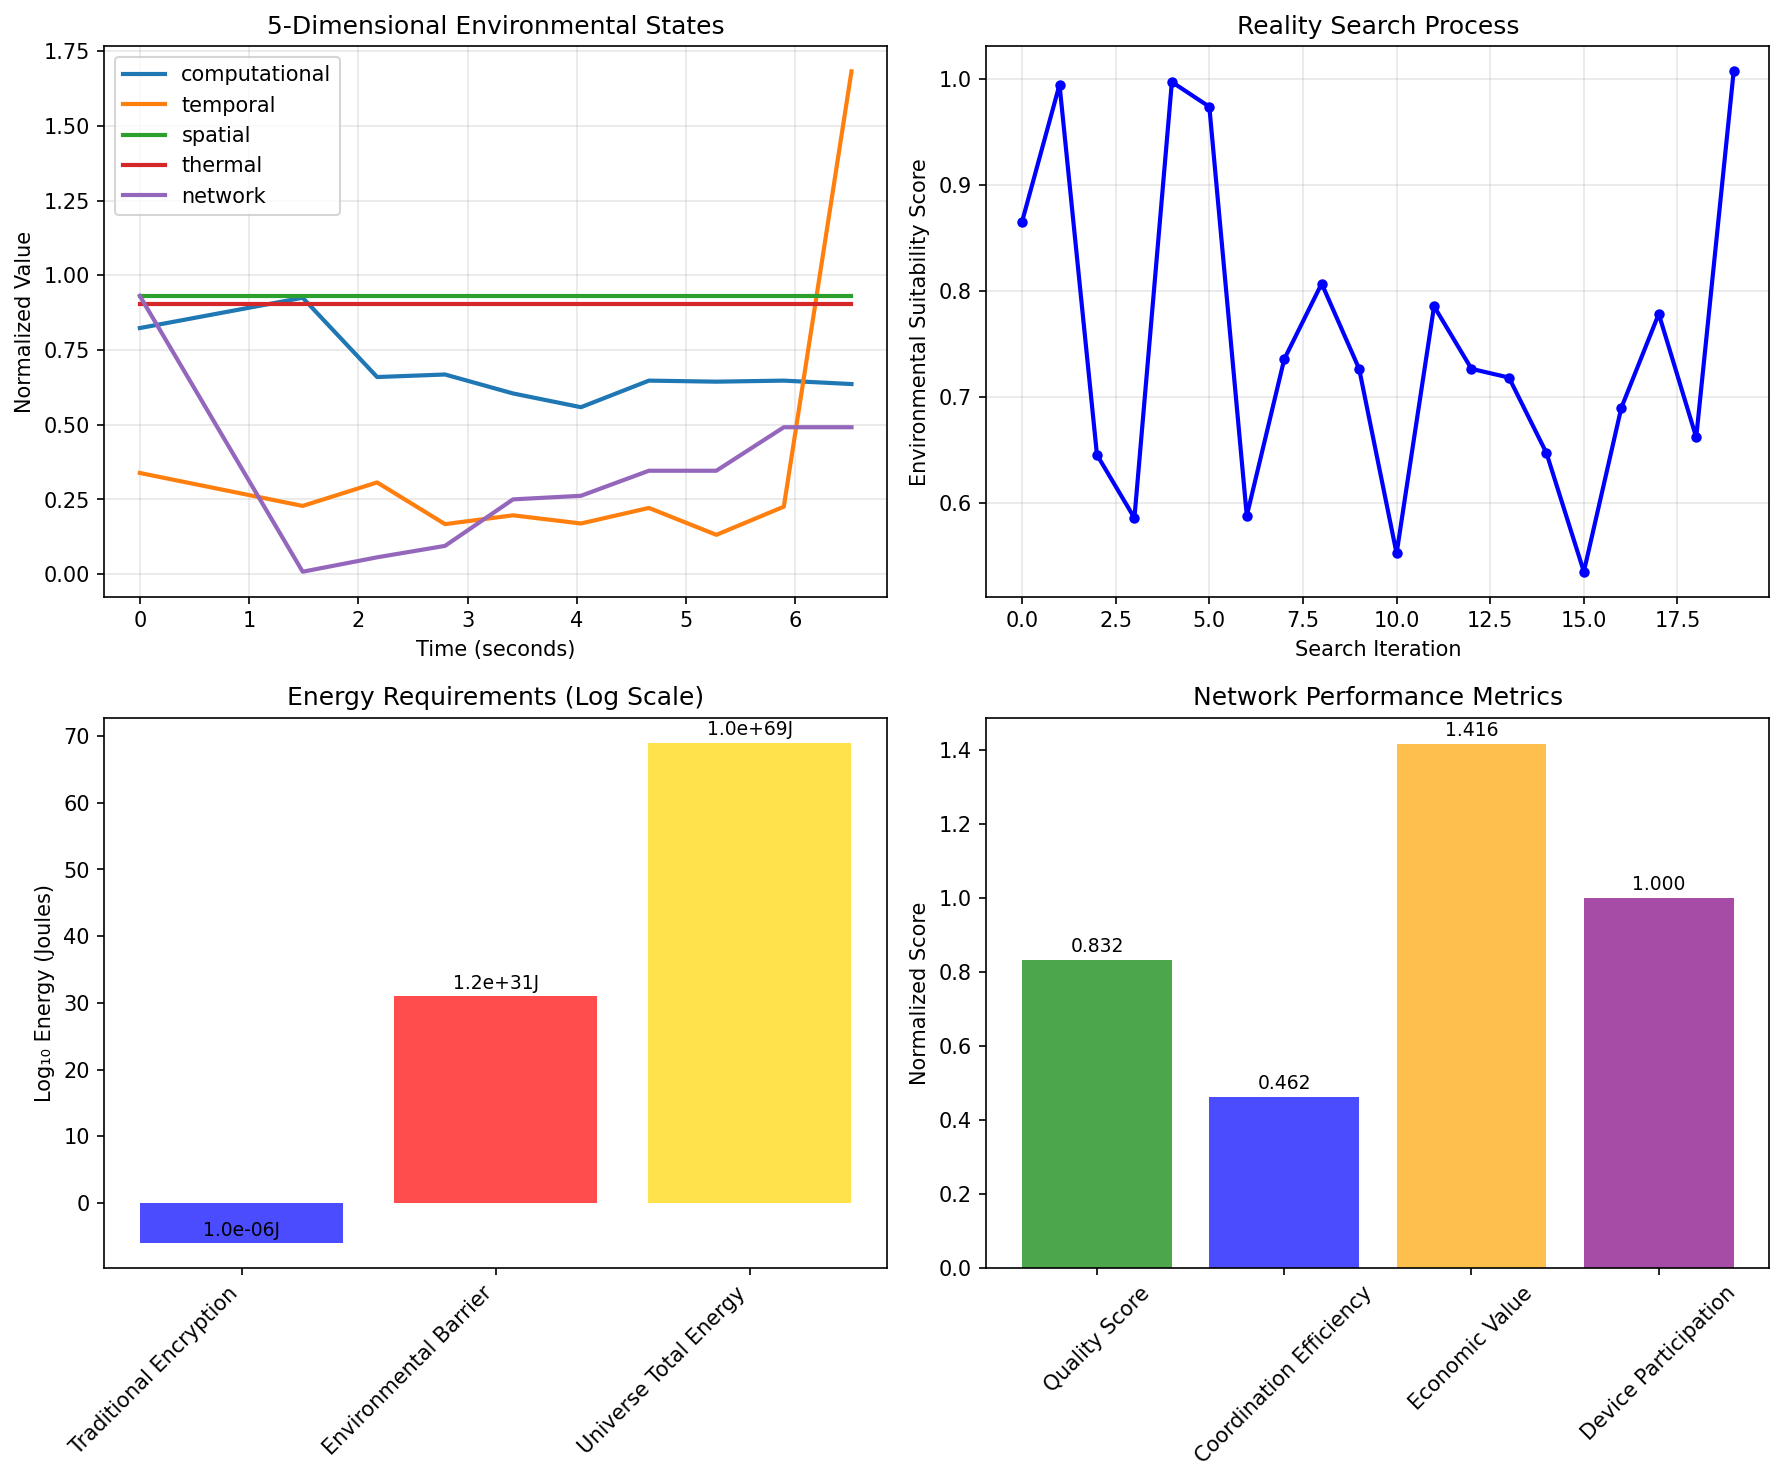 5-Dimensional Environmental States
Normalized Value
1.75
1.50
1.25
1.00
0.75
0.50
0.25
0.00
computational
temporal
spatial
thermal
network
0 1 2 3 4 5 6
Time (seconds)
Reality Search Process
Environmental Suitability Score
1.0
0.9
0.8
0.7
0.6
0.0 2.5 5.0 7.5 10.0 12.5 15.0 17.5
Search Iteration
Energy Requirements (Log Scale)
Log₁₀ Energy (Joules)
70
60
50
40
30
20
10
0
1.0e-06J
1.2e+31J
1.0e+69J
Traditional Encryption
Environmental Barrier
Universe Total Energy
Network Performance Metrics
Normalized Score
1.4
1.2
1.0
0.8
0.6
0.4
0.2
0.0
0.832
0.462
1.416
1.000
Quality Score
Coordination Efficiency
Economic Value
Device Participation